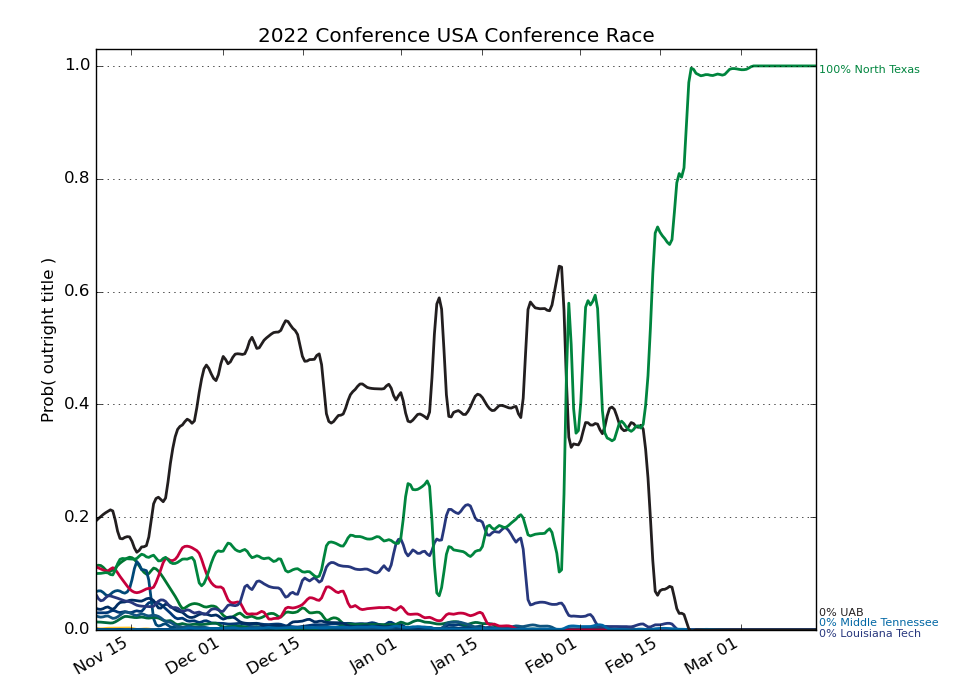 2022 Conference USA Conference Race
Prob( outright title )
1.0
0.8
0.6
0.4
0.2
0.0
Nov 15
Dec 01
Dec 15
Jan 01
Jan 15
Feb 01
Feb 15
Mar 01
100% North Texas
0% UAB
0% Middle Tennessee
0% Louisiana Tech